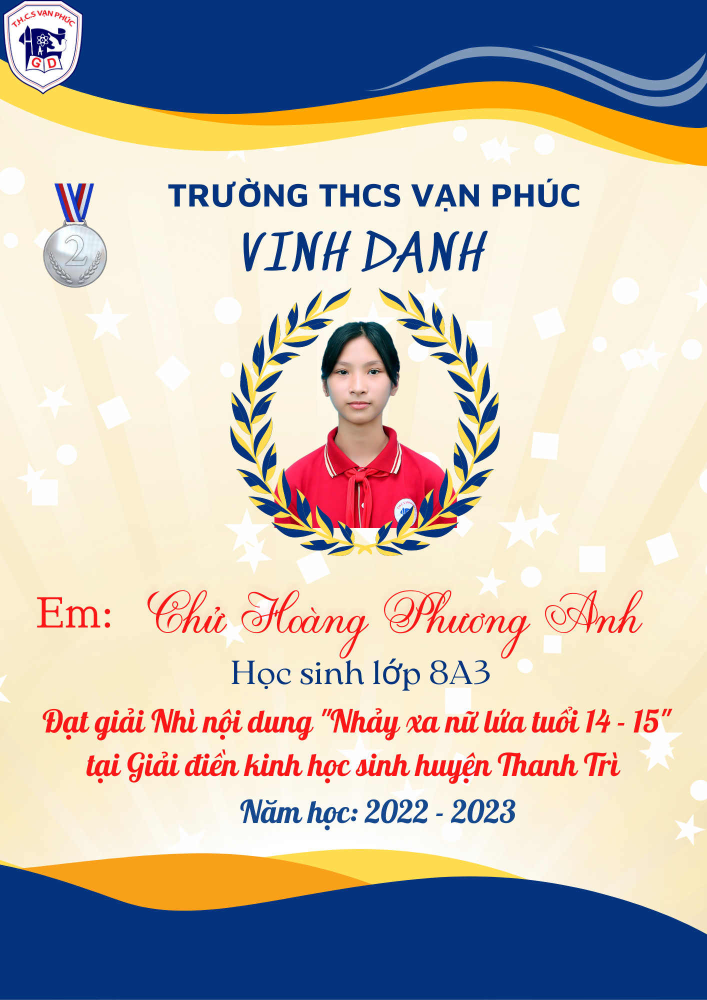 T.H.C.S VẠN PHÚC
GD
TRƯỜNG THCS VẠN PHÚC
2
VINH DANH
T.H.C.S VẠN
Em: Chử Hoàng Phương Anh
Học sinh lớp 8A3
Đạt giải Nhì nội dung "Nhảy xa nữ lứa tuổi 14 - 15"
tại Giải điền kinh học sinh huyện Thanh Trì
Năm học: 2022 - 2023